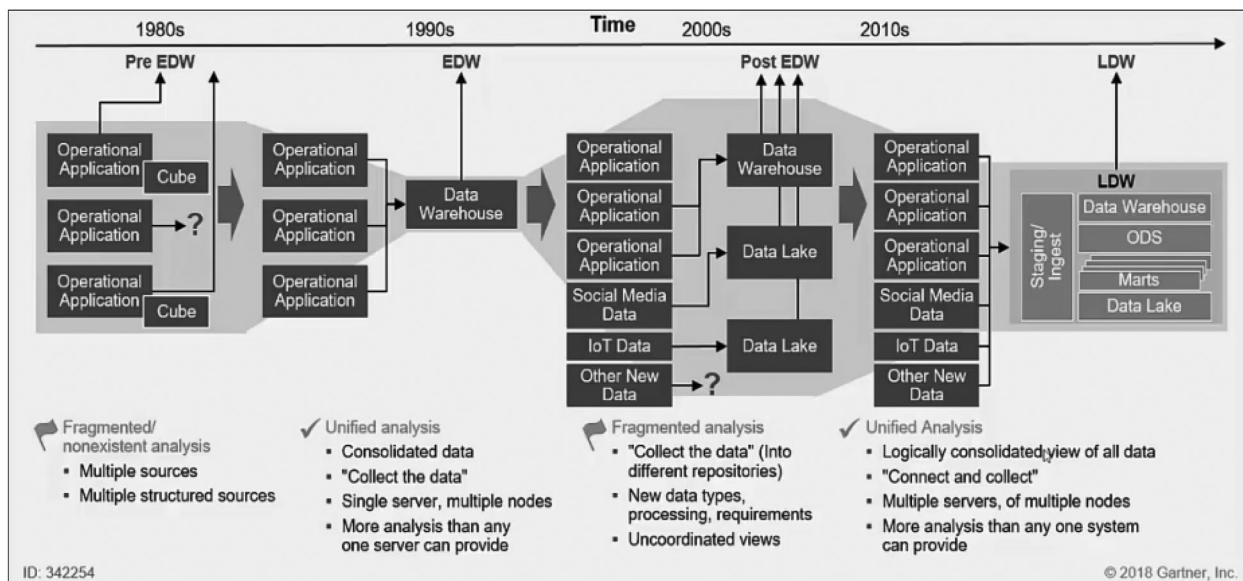 Time
1980s
1990s
2000s
2010s
Pre EDW
EDW
Post EDW
LDW
Operational
Application
Cube
Operational
Application
?
Operational
Application
Cube
Operational
Application
Operational
Application
Operational
Application
Data
Warehouse
Operational
Application
Operational
Application
Operational
Application
Social Media
Data
IoT Data
Other New
Data
?
Data
Warehouse
Data Lake
Data Lake
Operational
Application
Operational
Application
Operational
Application
Social Media
Data
IoT Data
Other New
Data
LDW
Staging/
Ingest
Data Warehouse
ODS
Marts
Data Lake
Fragmented/
nonexistent analysis
▪ Multiple sources
▪ Multiple structured sources
Unified analysis
▪ Consolidated data
▪ "Collect the data"
▪ Single server, multiple nodes
▪ More analysis than any
one server can provide
Fragmented analysis
▪ "Collect the data" (Into
different repositories)
▪ New data types,
processing, requirements
▪ Uncoordinated views
Unified Analysis
▪ Logically consolidated view of all data
▪ "Connect and collect"
▪ Multiple servers, of multiple nodes
▪ More analysis than any one system
can provide
ID: 342254
© 2018 Gartner, Inc.